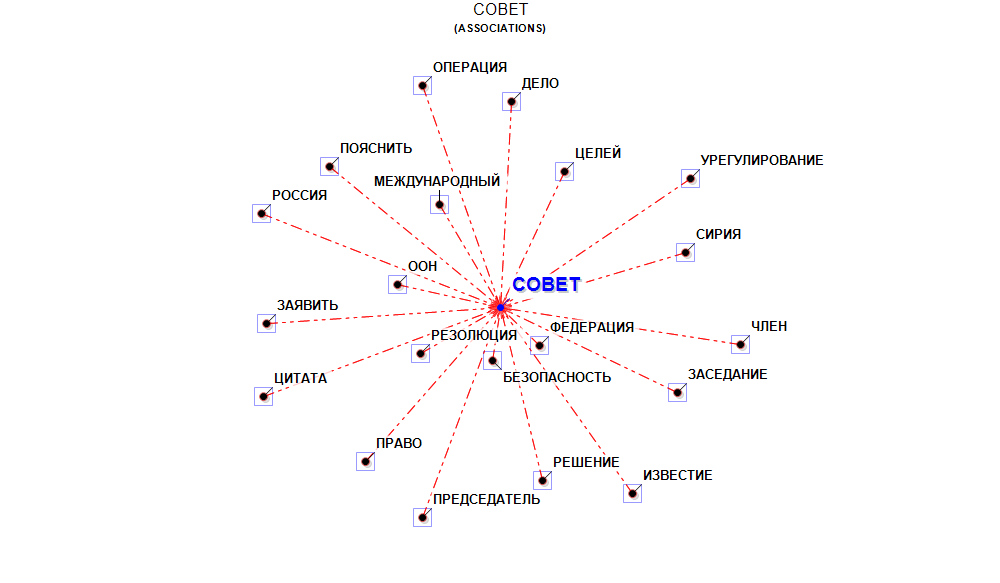 СОВЕТ
(ASSOCIATIONS)
ОПЕРАЦИЯ
ДЕЛО
ПОЯСНИТЬ
ЦЕЛЕЙ
УРЕГУЛИРОВАНИЕ
МЕЖДУНАРОДНЫЙ
РОССИЯ
СИРИЯ
ООН
СОВЕТ
ЗАЯВИТЬ
РЕЗОЛЮЦИЯ
ФЕДЕРАЦИЯ
ЧЛЕН
ЦИТАТА
БЕЗОПАСНОСТЬ
ЗАСЕДАНИЕ
ПРАВО
РЕШЕНИЕ
ИЗВЕСТИЕ
ПРЕДСЕДАТЕЛЬ